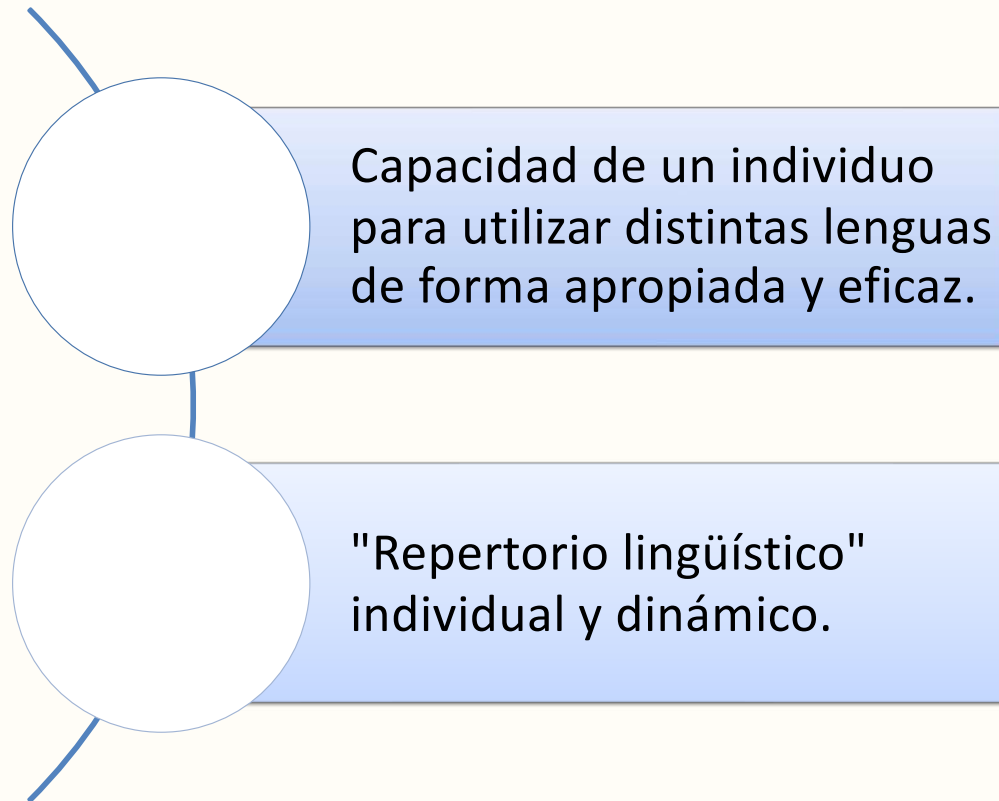 Capacidad de un individuo
para utilizar distintas lenguas
de forma apropiada y eficaz.
"Repertorio lingüístico"
individual y dinámico.